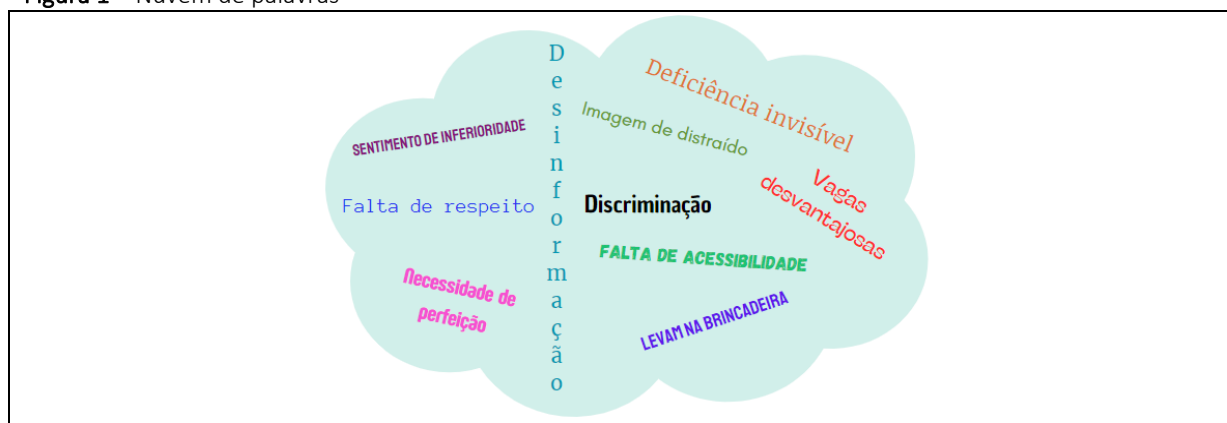 Figura 1 – Nuvem de palavras
Desinformação
Deficiência invisível
Imagem de distraído
SENTIMENTO DE INFERIORIDADE
Vagas
desvantajosas
Falta de respeito
Discriminação
FALTA DE ACESSIBILIDADE
Necessidade de
perfeição
LEVAM NA BRINCADEIRA